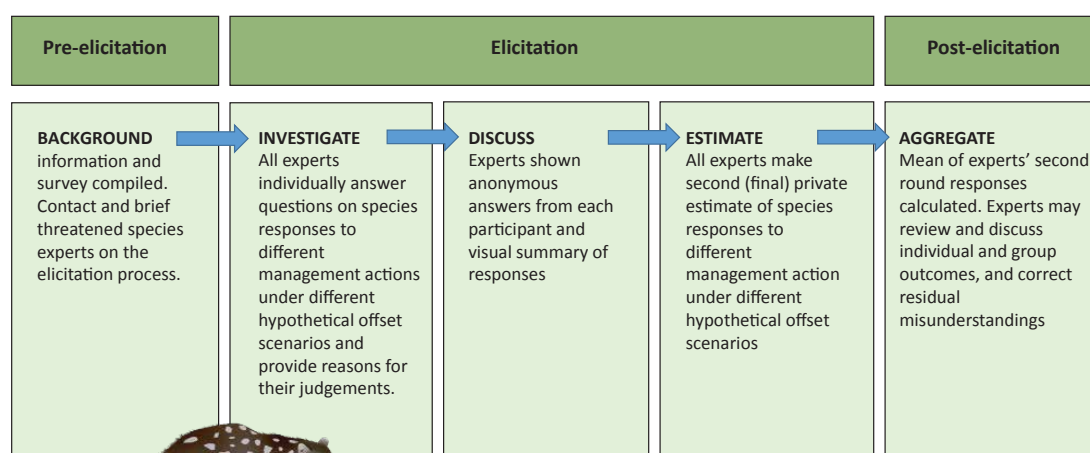 Pre-elicitation
Elicitation
Post-elicitation
BACKGROUND
information and
survey compiled.
Contact and brief
threatened species
experts on the
elicitation process.
INVESTIGATE
All experts
individually answer
questions on species
responses to
different
management actions
under different
hypothetical offset
scenarios and
provide reasons for
their judgements.
DISCUSS
Experts shown
anonymous
answers from each
participant and
visual summary of
responses
ESTIMATE
All experts make
second (final) private
estimate of species
responses to
different
management action
under different
hypothetical offset
scenarios
AGGREGATE
Mean of experts’ second
round responses
calculated. Experts may
review and discuss
individual and group
outcomes, and correct
residual
misunderstandings